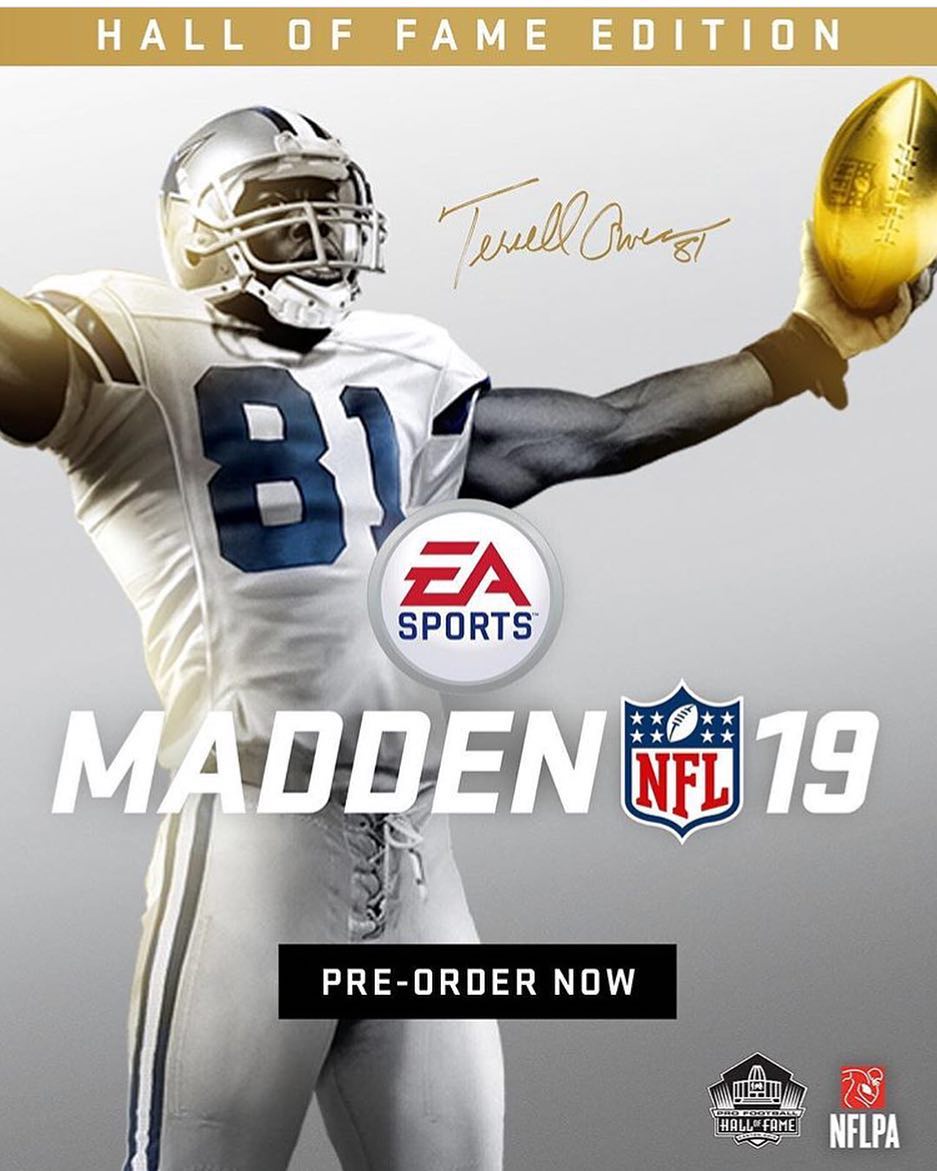 HALL OF FAME EDITION
Terrell Owens 81
81
EA
SPORTS™
MADDEN NFL 19
PRE-ORDER NOW
PRO FOOTBALL
HALL OF FAME
NFLPA